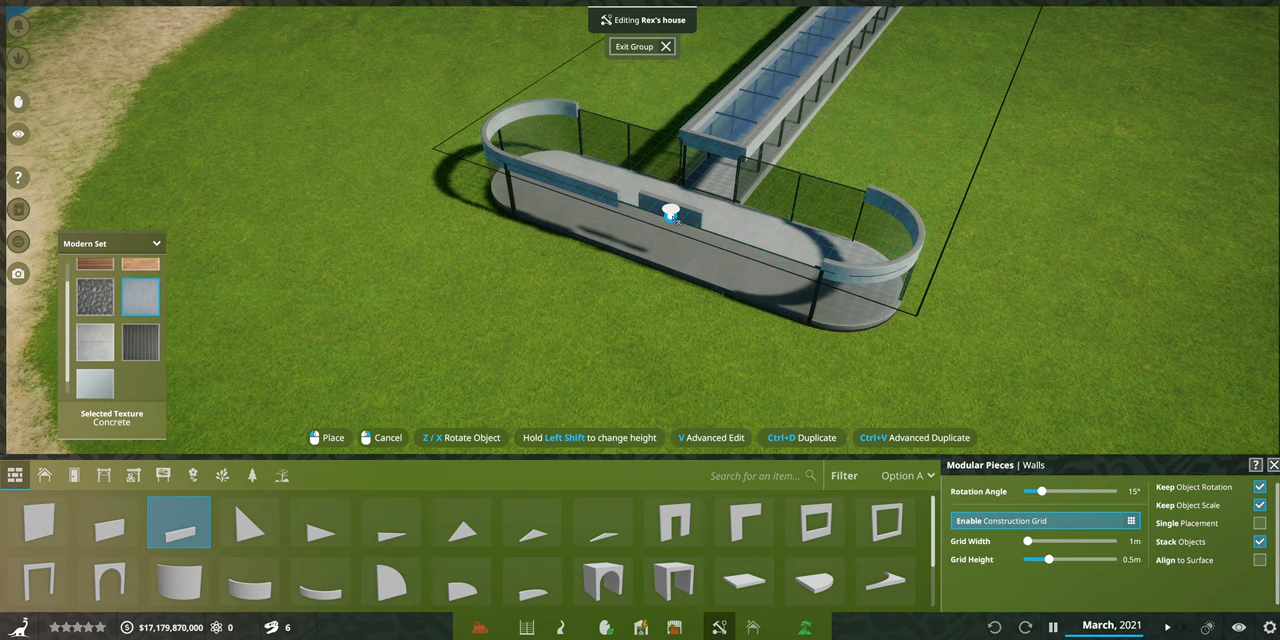 Editing Rex's house
Exit Group
Modern Set
Selected Texture
Concrete
Place
Cancel
Z / X Rotate Object
Hold Left Shift to change height
V Advanced Edit
Ctrl+D Duplicate
Ctrl+V Advanced Duplicate
Search for an item...
Filter
Option A
Modular Pieces | Walls
?
Rotation Angle
15°
Enable Construction Grid
Grid Width
1m
Grid Height
0.5m
Keep Object Rotation
Keep Object Scale
Single Placement
Stack Objects
Align to Surface
$17,179,870,000
0
6
March, 2021